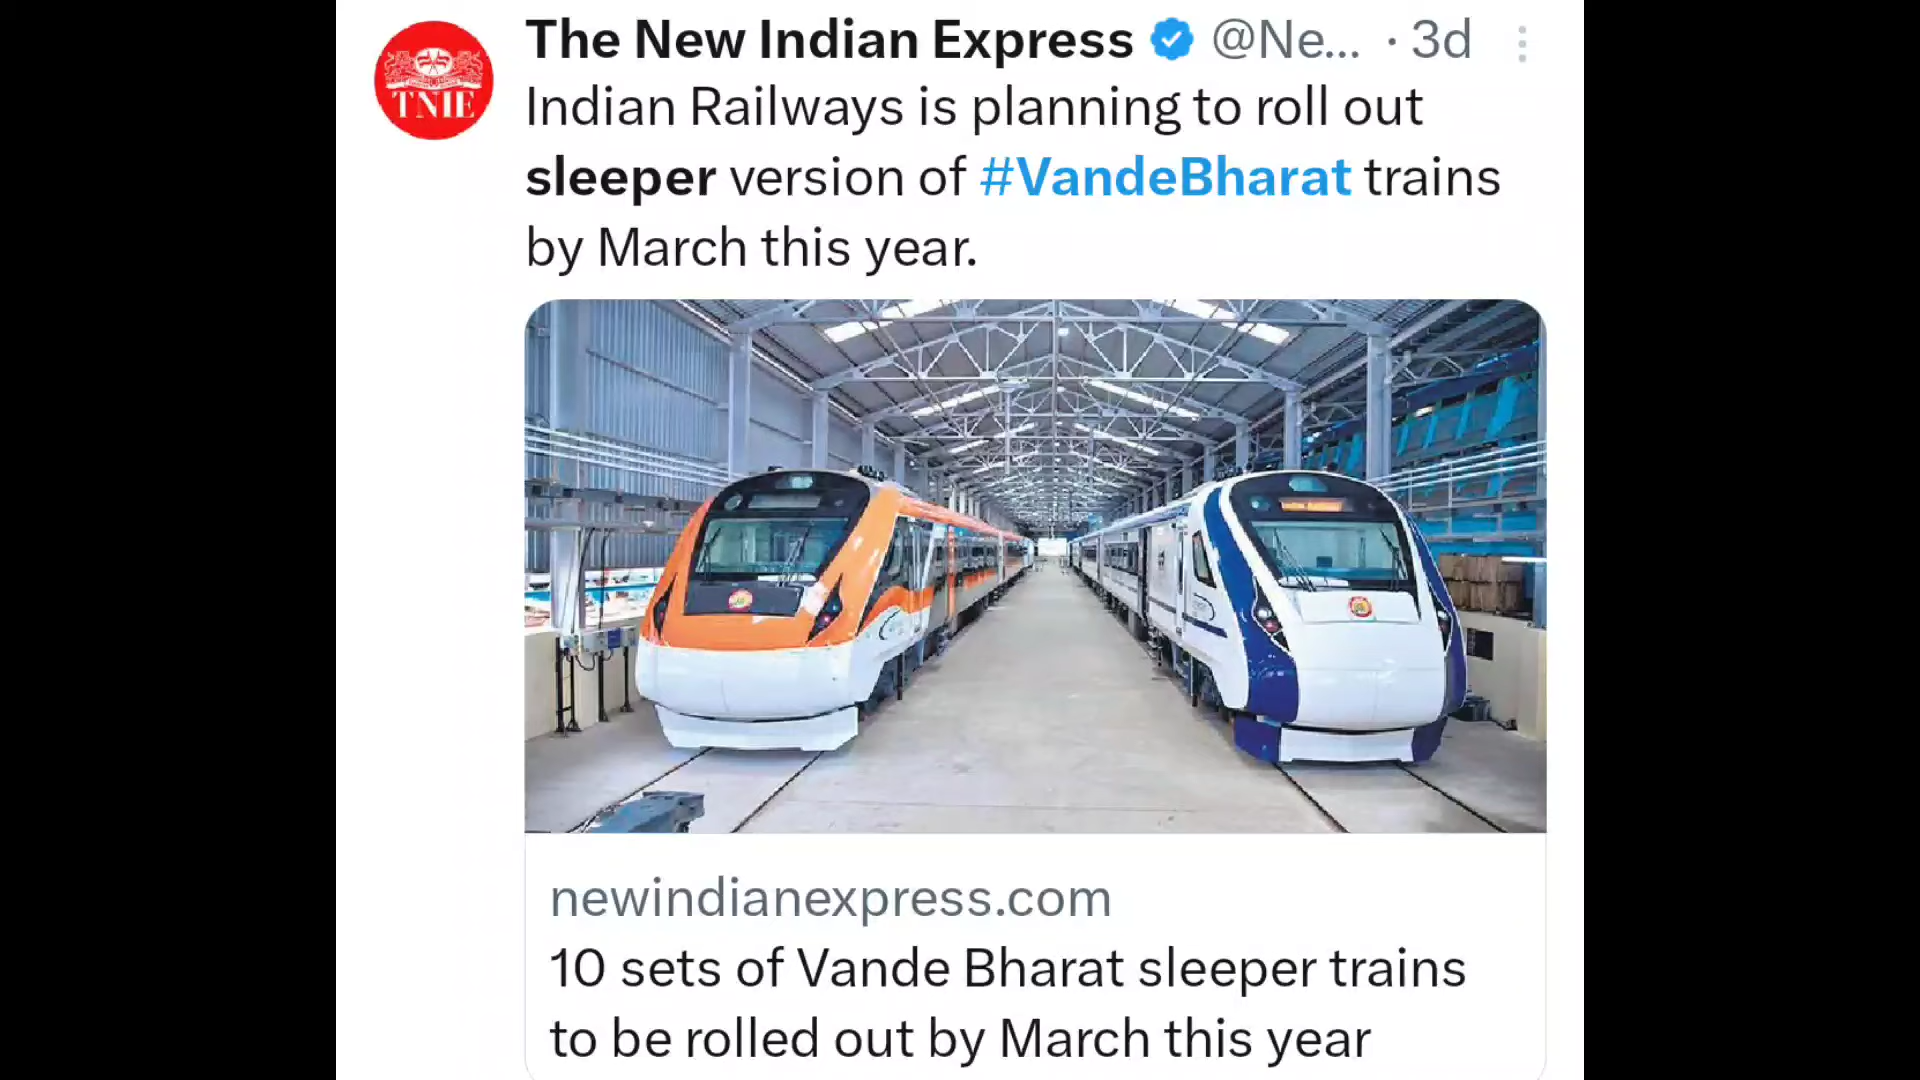 The New Indian Express @Ne... · 3d
TNIE
Indian Railways is planning to roll out
sleeper version of #VandeBharat trains
by March this year.
newindianexpress.com
10 sets of Vande Bharat sleeper trains
to be rolled out by March this year